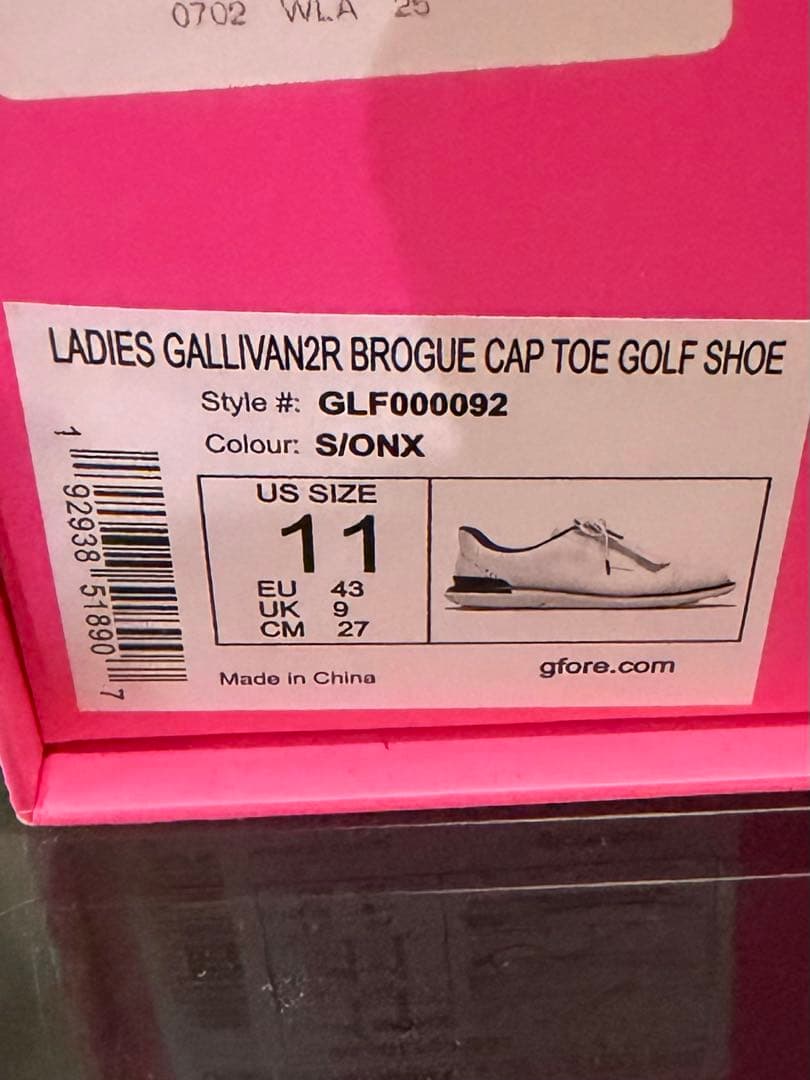 0702 WLA 25
LADIES GALLIVAN2R BROGUE CAP TOE GOLF SHOE
Style #: GLF000092
Colour: S/ONX
US SIZE
11
EU 43
UK 9
CM 27
Made in China
gfore.com
1 92938 51890 7